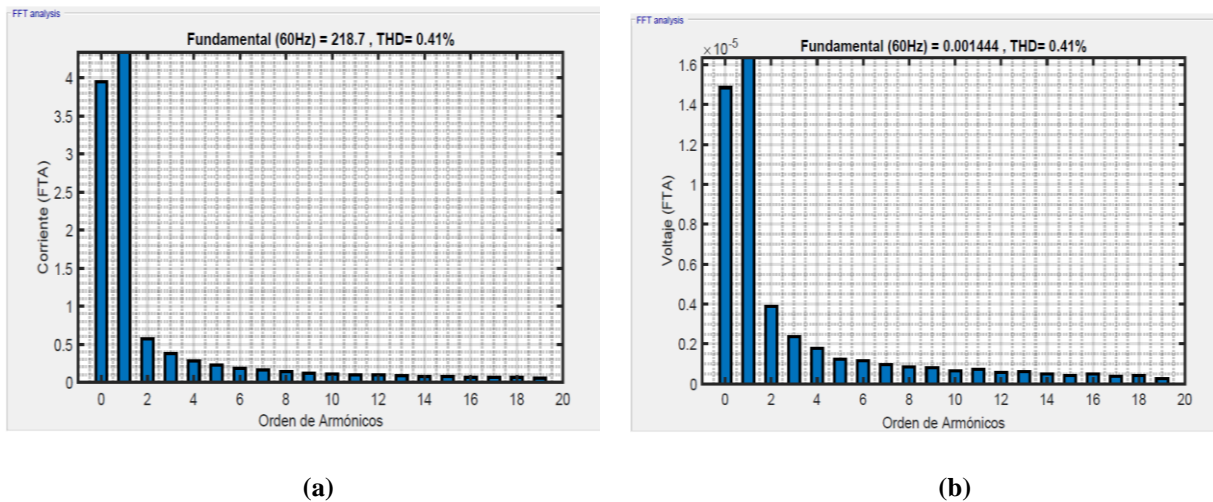 FFT analysis
Fundamental (60Hz) = 218.7 , THD= 0.41%
Corriente (FTA)
4
3.5
3
2.5
2
1.5
1
0.5
0
0 2 4 6 8 10 12 14 16 18 20
Orden de Armónicos
(a)
FFT analysis
×10-5
Fundamental (60Hz) = 0.001444 , THD= 0.41%
Voltaje (FTA)
1.6
1.4
1.2
1
0.8
0.6
0.4
0.2
0
0 2 4 6 8 10 12 14 16 18 20
Orden de Armónicos
(b)